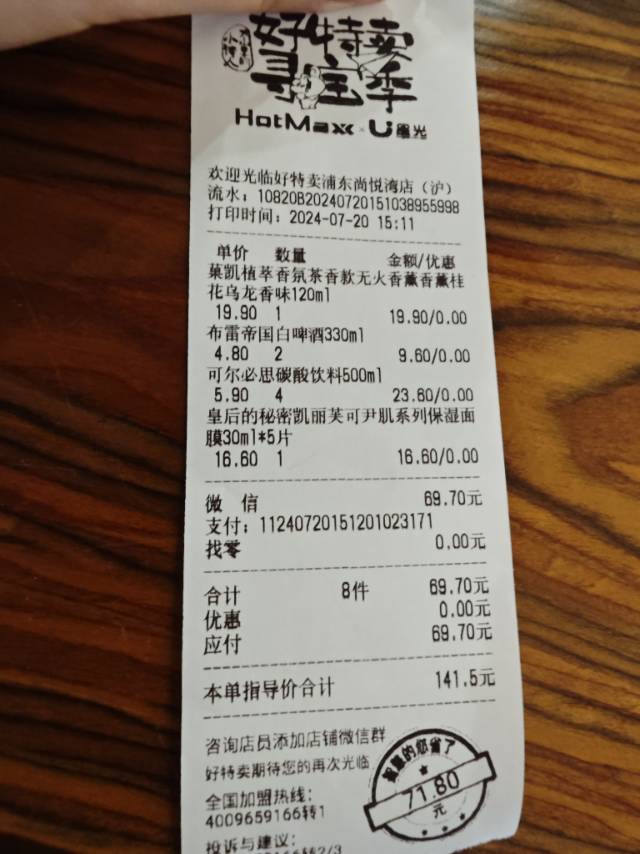 好特卖
寻宝季
HotMaxx × U
欢迎光临好特卖浦东尚悦湾店（沪）
流水：10820B20240720151038955998
打印时间：2024-07-20 15:11
单价 数量 金额/优惠
菓凯植萃香氛茶香款无火香薰香薰桂
花乌龙香味120ml
19.90 1 19.90/0.00
布雷帝国白啤酒330ml
4.80 2 9.60/0.00
可尔必思碳酸饮料500ml
5.90 4 23.60/0.00
皇后的秘密凯丽芙可尹肌系列保湿面
膜30ml*5片
16.60 1 16.60/0.00
微 信 69.70元
支付：11240720151201023171
找零 0.00元
合计 8件 69.70元
优惠 0.00元
应付 69.70元
本单指导价合计 141.5元
咨询店员添加店铺微信群
好特卖期待您的再次光临
全国加盟热线：
4009659166转1
投诉与建议：
转2/3
的您省了
71.80
元